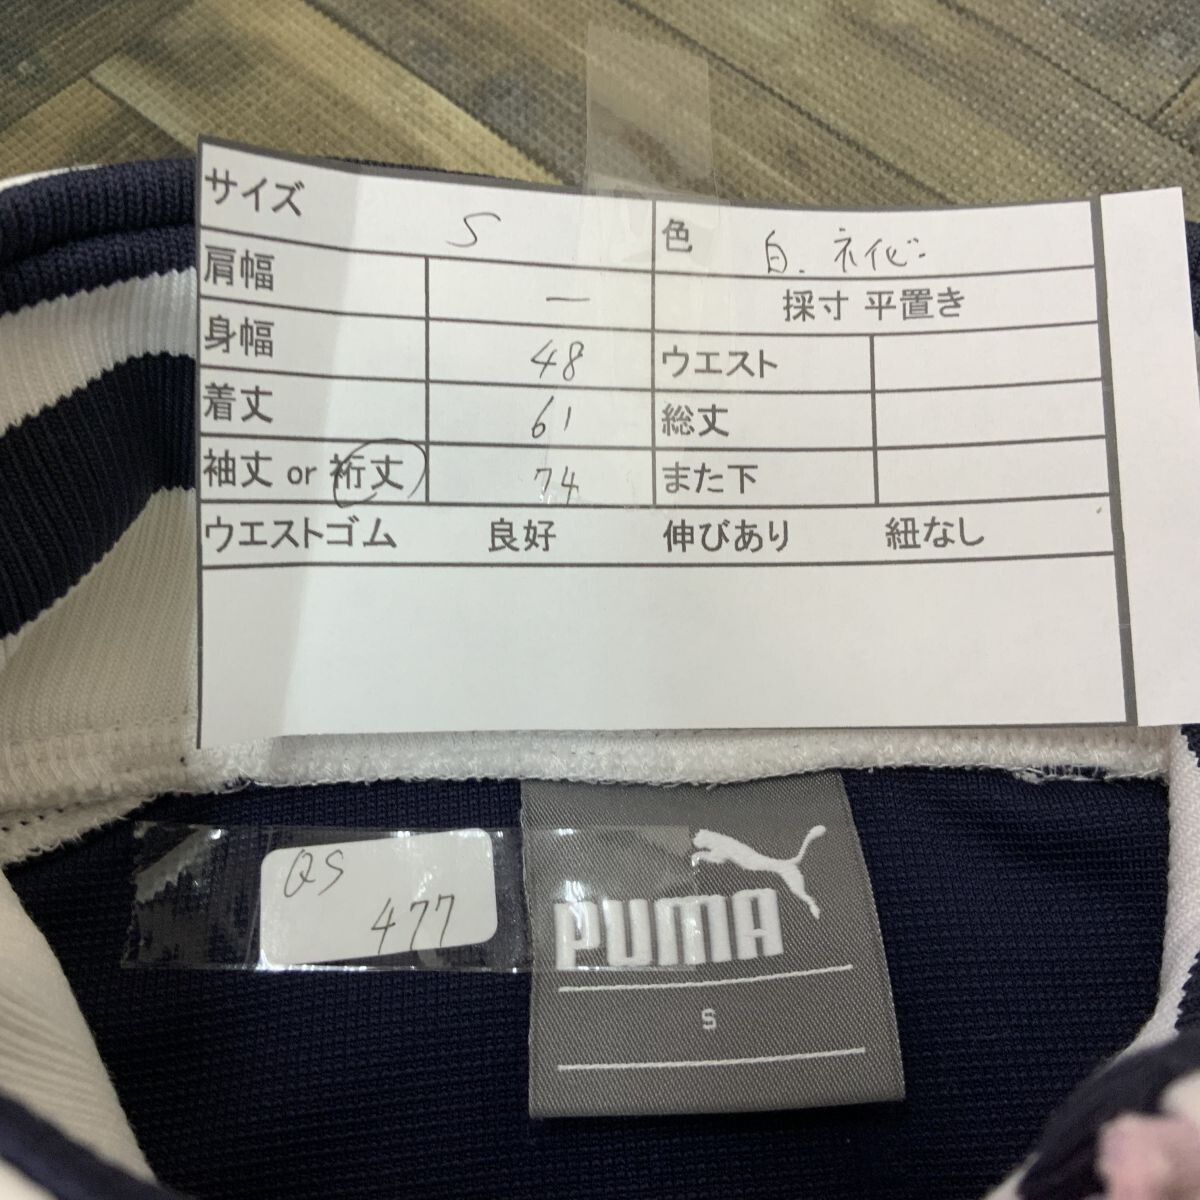 サイズ S 色 白. ネイビー
肩幅 — 採寸 平置き
身幅 48 ウエスト
着丈 61 総丈
袖丈 or 裄丈 74 また下
ウエストゴム 良好 伸びあり 紐なし
QS
477
PUMA
S